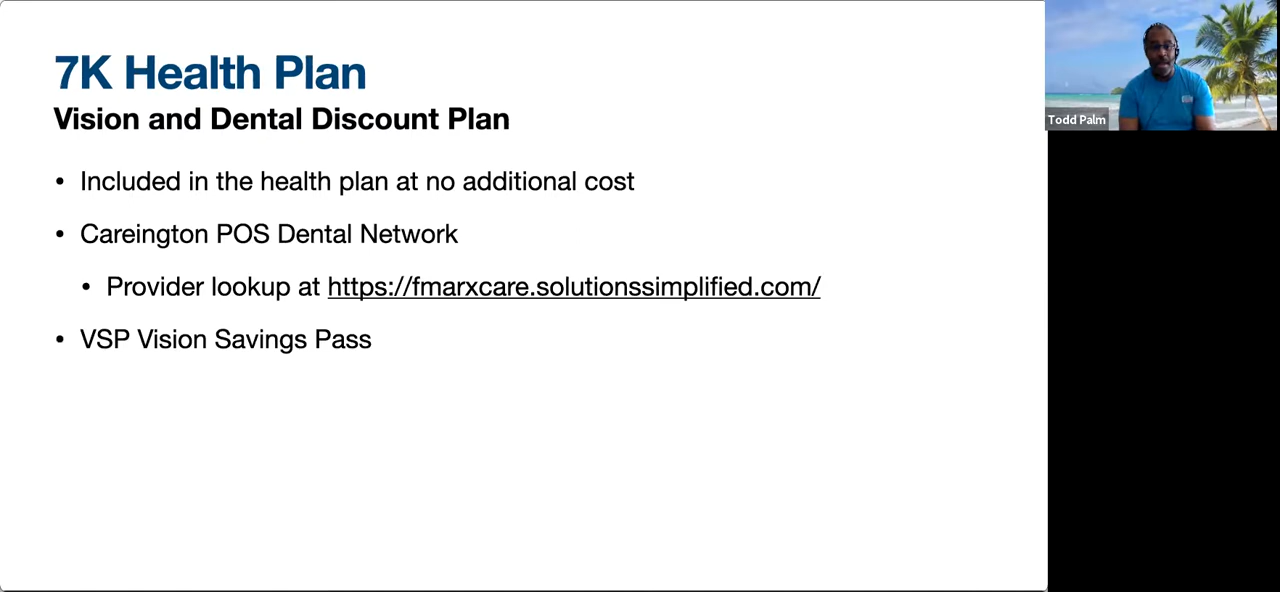 7K Health Plan
Vision and Dental Discount Plan
• Included in the health plan at no additional cost
• Careington POS Dental Network
• Provider lookup at https://fmarxcare.solutionssimplified.com/
• VSP Vision Savings Pass
Todd Palm